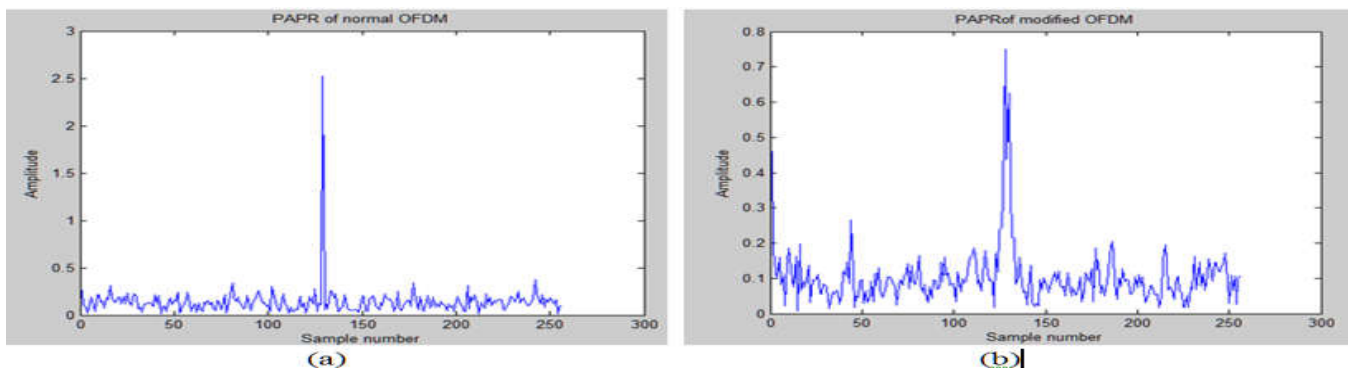 PAPR of normal OFDM
3
2.5
2
1.5
1
0.5
0
Amplitude
0 50 100 150 200 250 300
Sample number
(a)
PAPRof modified OFDM
0.8
0.7
0.6
0.5
0.4
0.3
0.2
0.1
0
Amplitude
0 50 100 150 200 250 300
Sample number
(b)